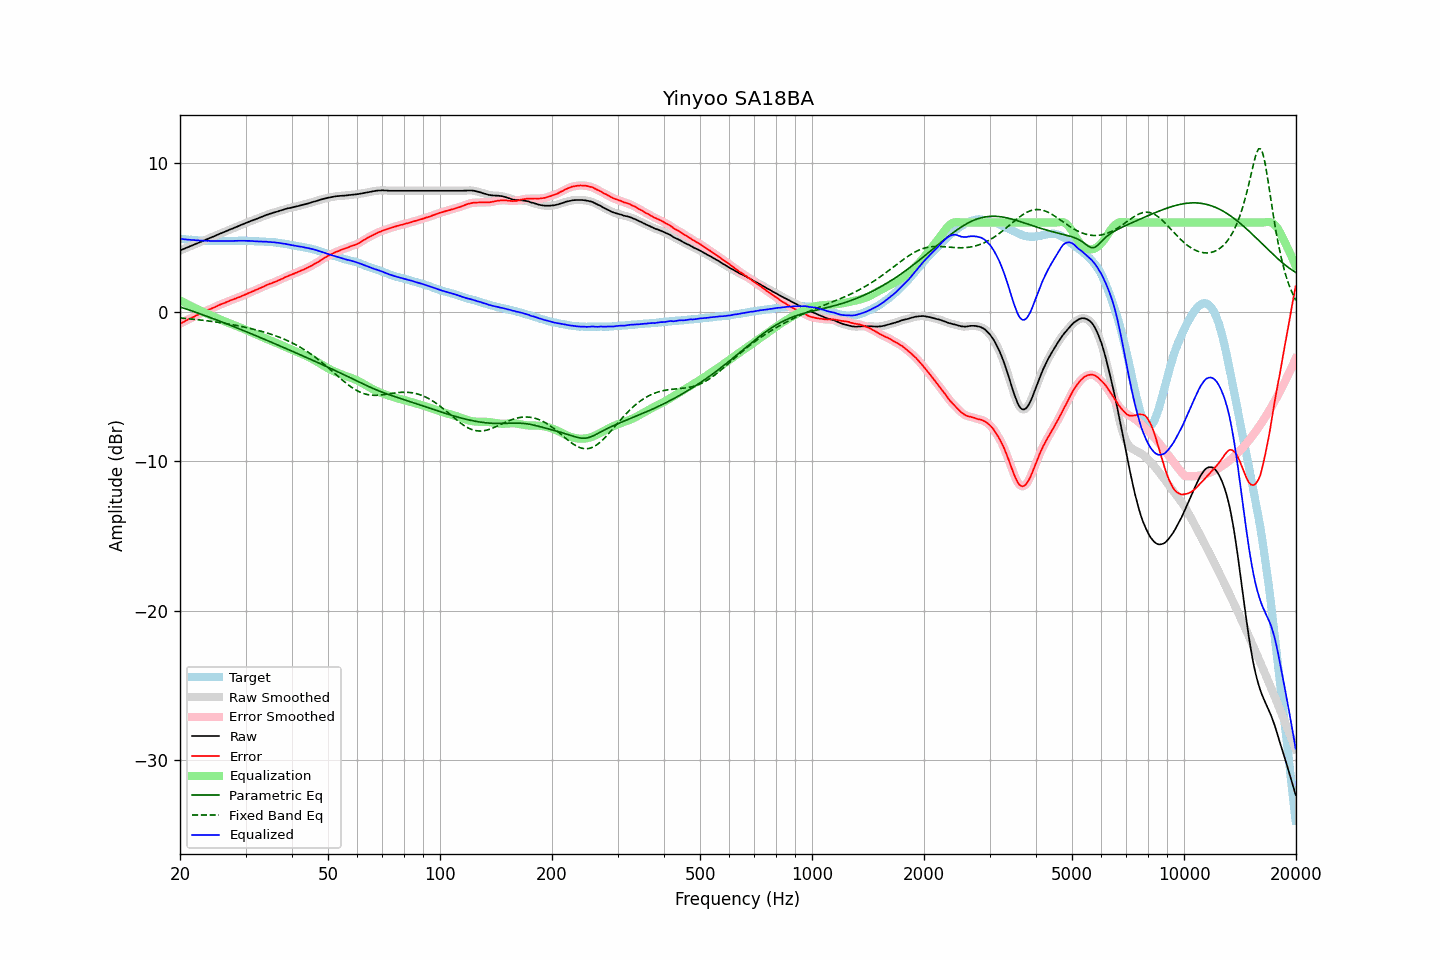 Yinyoo SA18BA
Amplitude (dBr)
10
0
−10
−20
−30
Target
Raw Smoothed
Error Smoothed
Raw
Error
Equalization
Parametric Eq
Fixed Band Eq
Equalized
20 50 100 200 500 1000 2000 5000 10000 20000
Frequency (Hz)